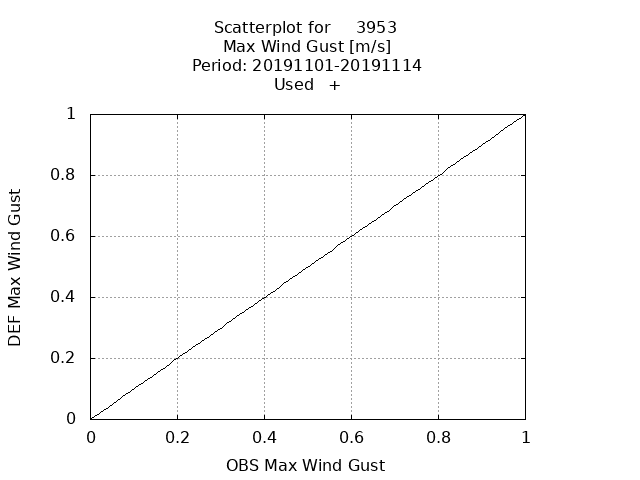 Scatterplot for 3953
Max Wind Gust [m/s]
Period: 20191101-20191114
Used +
1
0.8
0.6
0.4
0.2
0
DEF Max Wind Gust
0 0.2 0.4 0.6 0.8 1
OBS Max Wind Gust